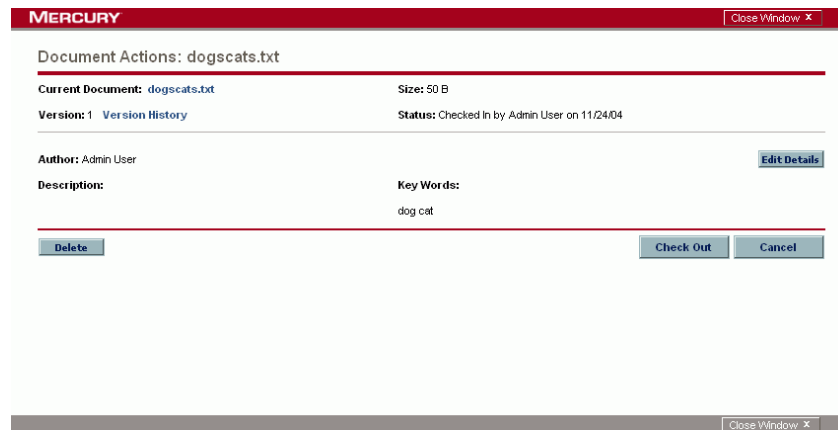 MERCURY
Close Window x
Document Actions: dogscats.txt
Current Document: dogscats.txt
Size: 50 B
Version: 1 Version History
Status: Checked In by Admin User on 11/24/04
Author: Admin User
Edit Details
Description:
Key Words:
dog cat
Delete
Check Out
Cancel
Close Window x